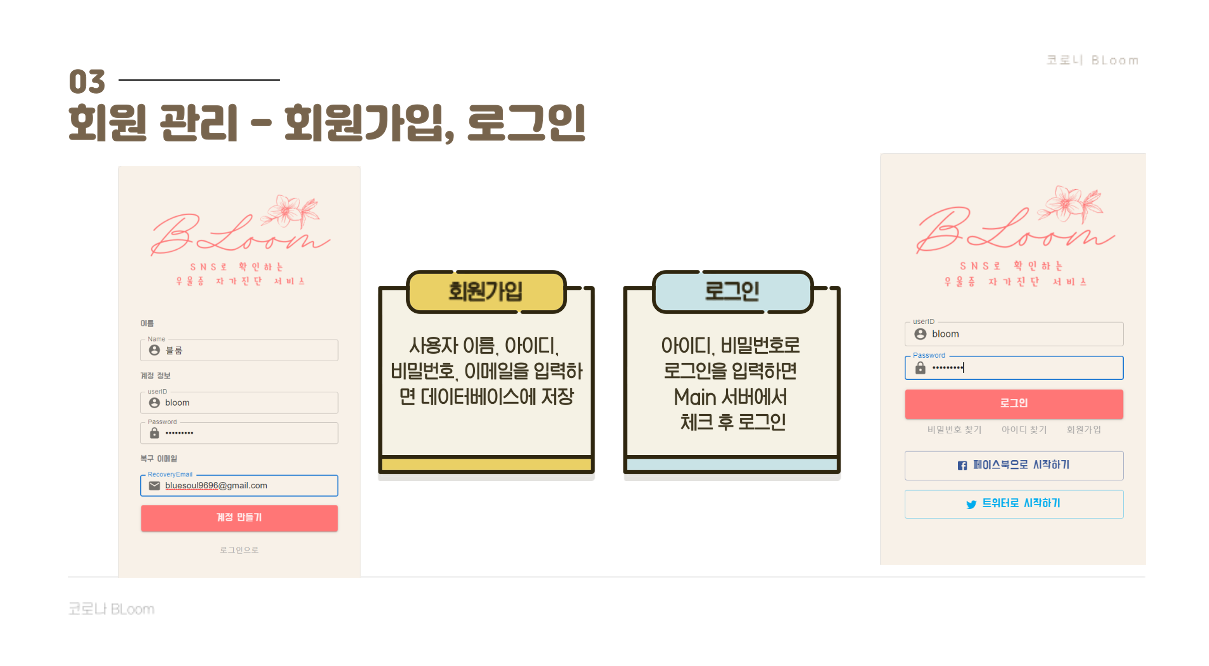 코로나 BLoom
03
회원 관리 - 회원가입, 로그인
BLoom
SNS로 확인하는
우울증 자가진단 서비스
이름
Name
블룸
계정 정보
userID
bloom
Password
•••••••••
복구 이메일
RecoveryEmail
bluesoul9696@gmail.com
계정 만들기
로그인으로
회원가입
사용자 이름, 아이디,
비밀번호, 이메일을 입력하
면 데이터베이스에 저장
로그인
아이디, 비밀번호로
로그인을 입력하면
Main 서버에서
체크 후 로그인
BLoom
SNS로 확인하는
우울증 자가진단 서비스
userID
bloom
Password
•••••••••
로그인
비밀번호 찾기 아이디 찾기 회원가입
페이스북으로 시작하기
트위터로 시작하기
코로나 BLoom